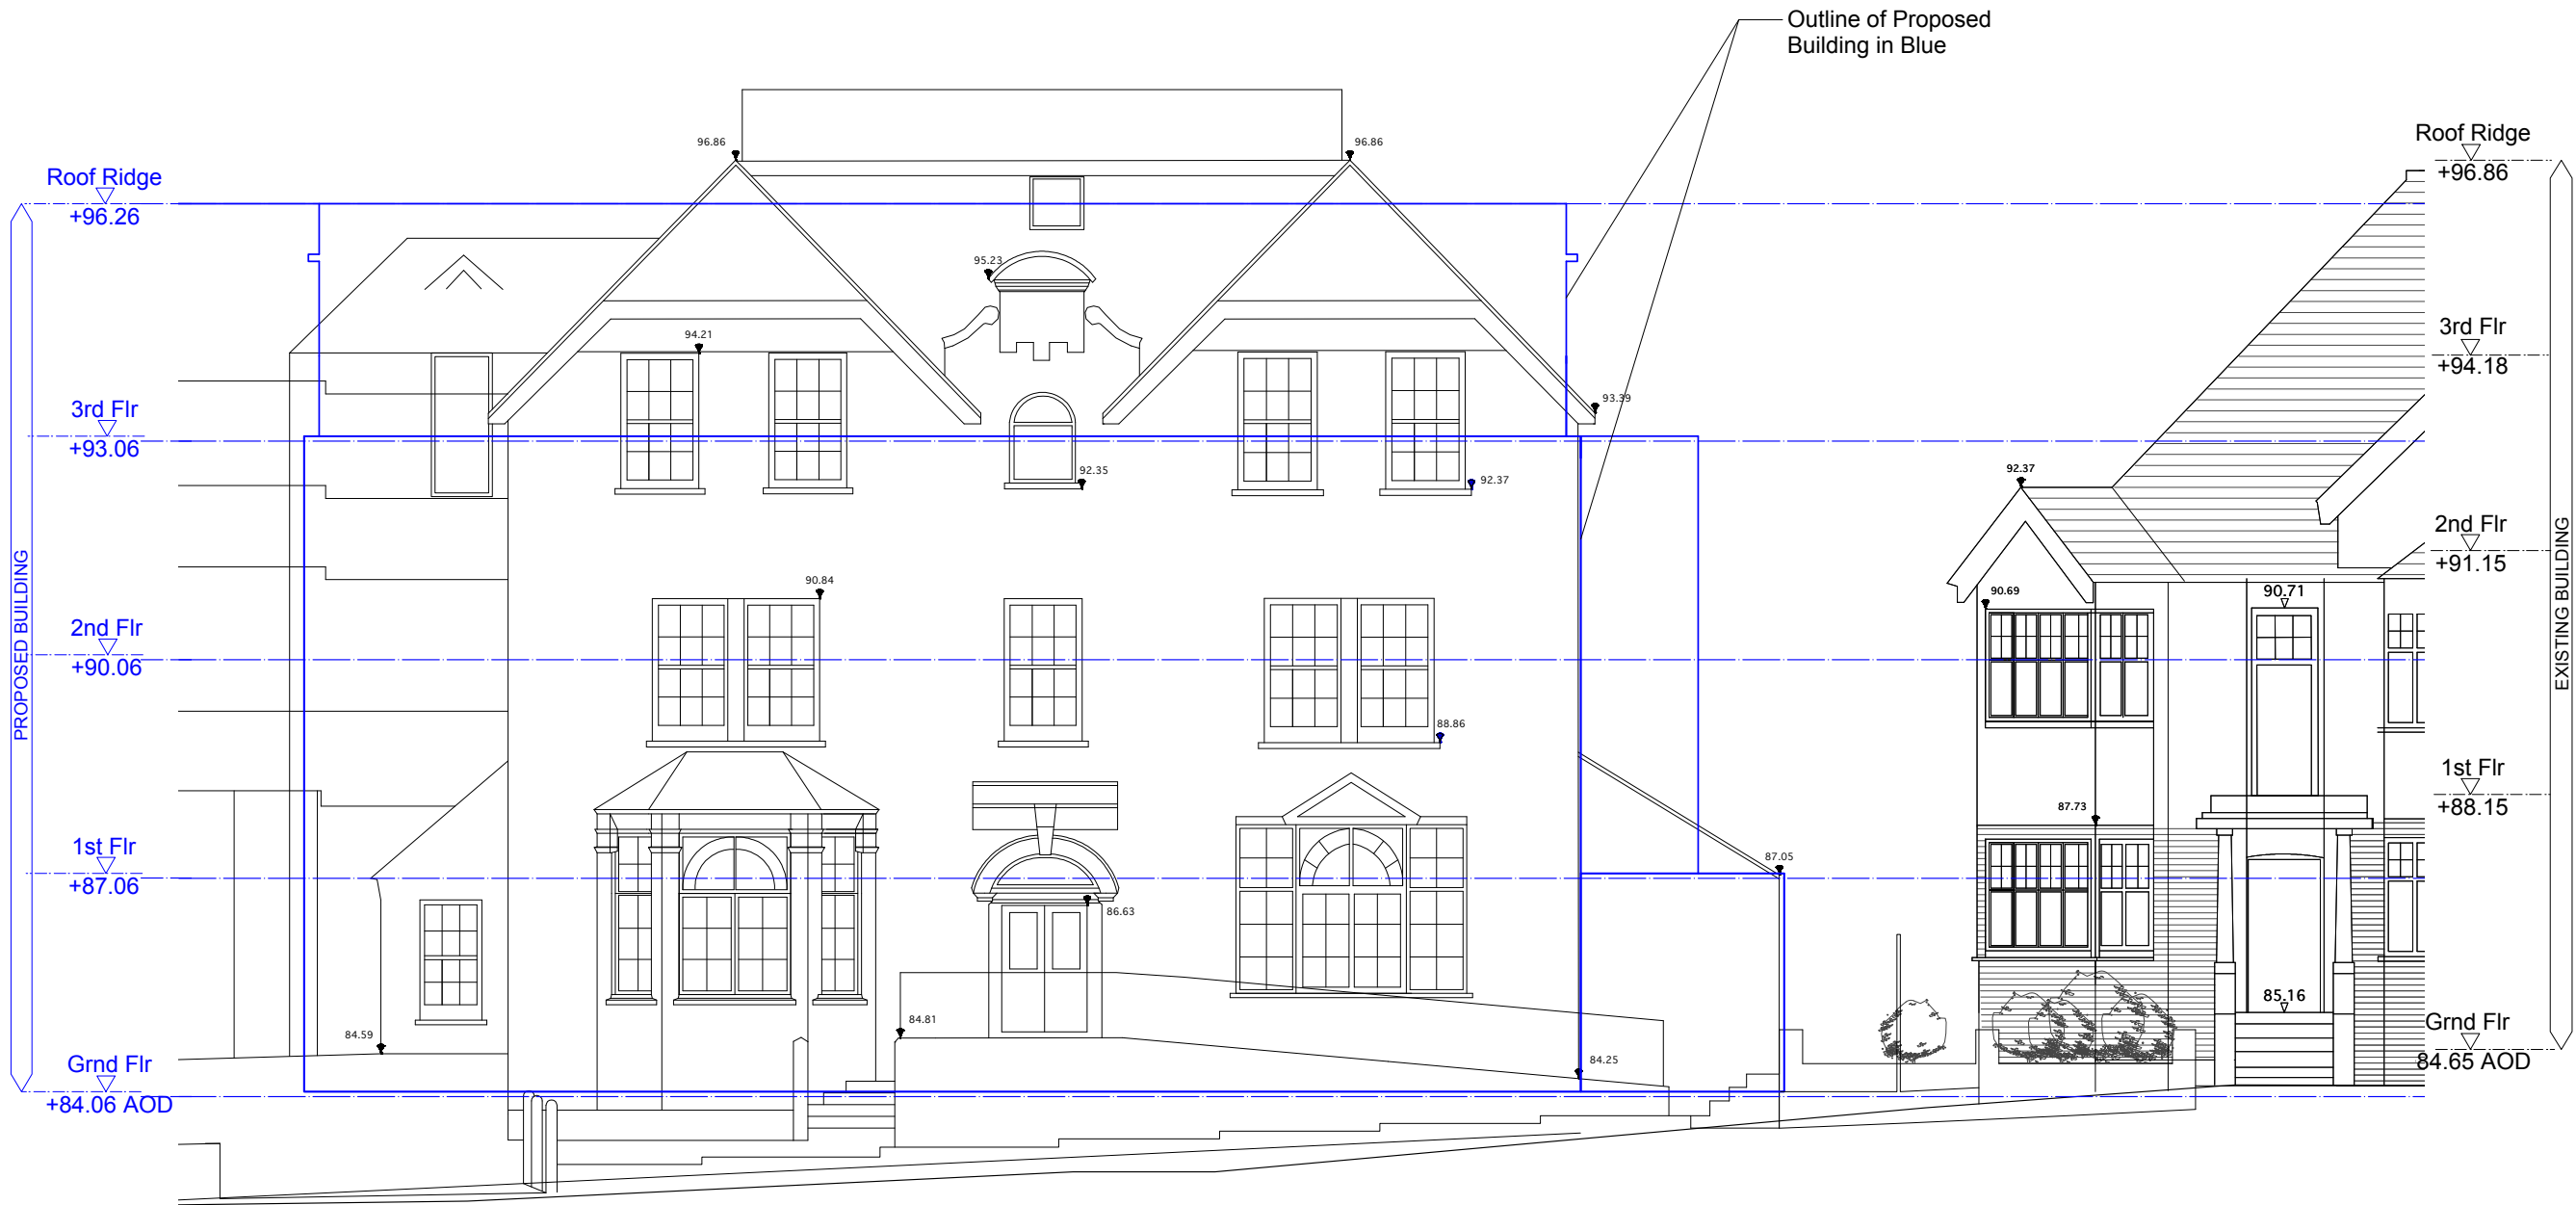 Outline of Proposed
Building in Blue
Roof Ridge
+96.26
3rd Flr
+93.06
2nd Flr
+90.06
1st Flr
+87.06
Grnd Flr
+84.06 AOD
PROPOSED BUILDING
96.86
96.86
95.23
94.21
93.39
92.35
92.37
90.84
88.86
87.05
86.63
84.81
84.59
84.25
92.37
90.69
90.71
87.73
85.16
Roof Ridge
+96.86
3rd Flr
+94.18
2nd Flr
+91.15
1st Flr
+88.15
Grnd Flr
84.65 AOD
EXISTING BUILDING